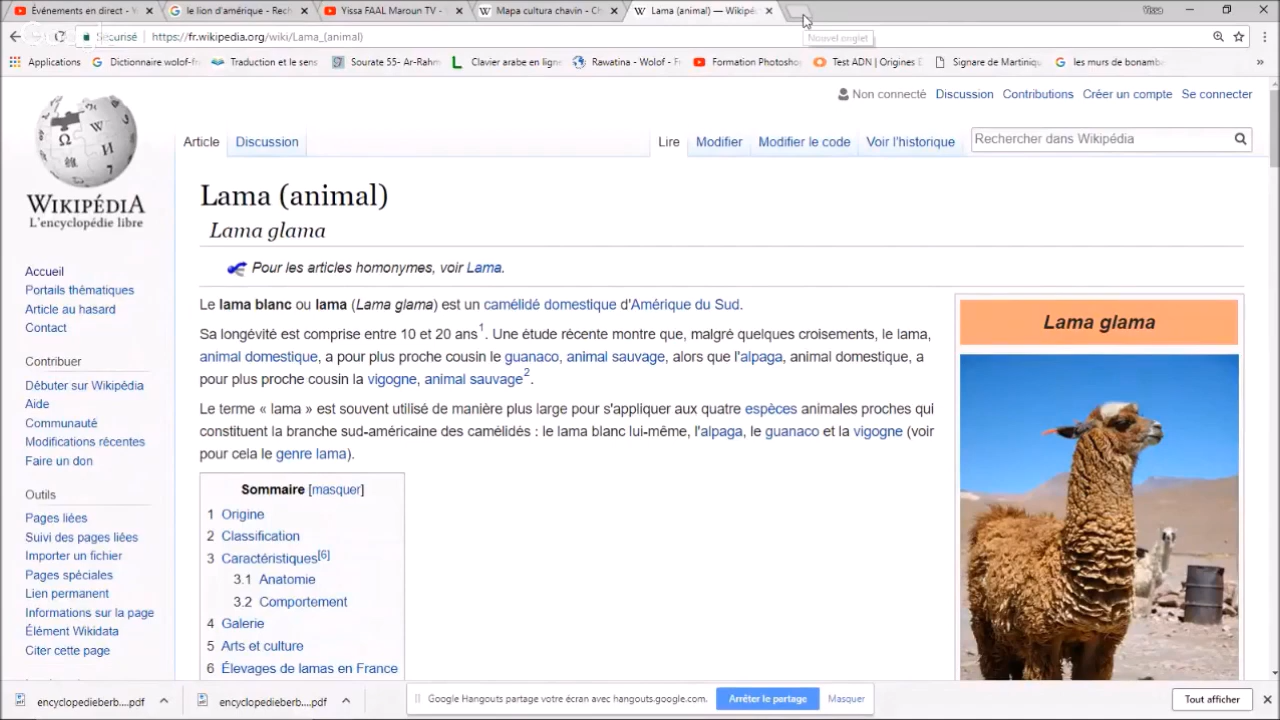 Événements en direct -
le lion d'amérique - Rech
Yissa FAAL Maroun TV -
Mapa cultura chavin - C
Lama (animal) — Wikipé
Yissa
Sécurisé
https://fr.wikipedia.org/wiki/Lama_(animal)
Nouvel onglet
Applications
Dictionnaire wolof-fr
Traduction et le sens
Sourate 55- Ar-Rahm
Clavier arabe en lign
Rawatina - Wolof - Fr
Formation Photosho
Test ADN | Origines E
Signare de Martiniqu
les murs de bonamb
»
Non connecté Discussion Contributions Créer un compte Se connecter
Article Discussion Lire Modifier Modifier le code Voir l'historique Rechercher dans Wikipédia
WIKIPÉDIA
L'encyclopédie libre
Accueil
Portails thématiques
Article au hasard
Contact
Contribuer
Débuter sur Wikipédia
Aide
Communauté
Modifications récentes
Faire un don
Outils
Pages liées
Suivi des pages liées
Importer un fichier
Pages spéciales
Lien permanent
Informations sur la page
Élément Wikidata
Citer cette page
Lama (animal)
Lama glama
Pour les articles homonymes, voir Lama.
Le lama blanc ou lama (Lama glama) est un camélidé domestique d'Amérique du Sud.
Sa longévité est comprise entre 10 et 20 ans1. Une étude récente montre que, malgré quelques croisements, le lama,
animal domestique, a pour plus proche cousin le guanaco, animal sauvage, alors que l'alpaga, animal domestique, a
pour plus proche cousin la vigogne, animal sauvage2.
Le terme « lama » est souvent utilisé de manière plus large pour s'appliquer aux quatre espèces animales proches qui
constituent la branche sud-américaine des camélidés : le lama blanc lui-même, l'alpaga, le guanaco et la vigogne (voir
pour cela le genre lama).
Sommaire [masquer]
1 Origine
2 Classification
3 Caractéristiques[6]
3.1 Anatomie
3.2 Comportement
4 Galerie
5 Arts et culture
6 Élevages de lamas en France
Lama glama
encyclopedieberb....pdf
encyclopedieberb....pdf
Google Hangouts partage votre écran avec hangouts.google.com.
Arrêter le partage
Masquer
Tout afficher